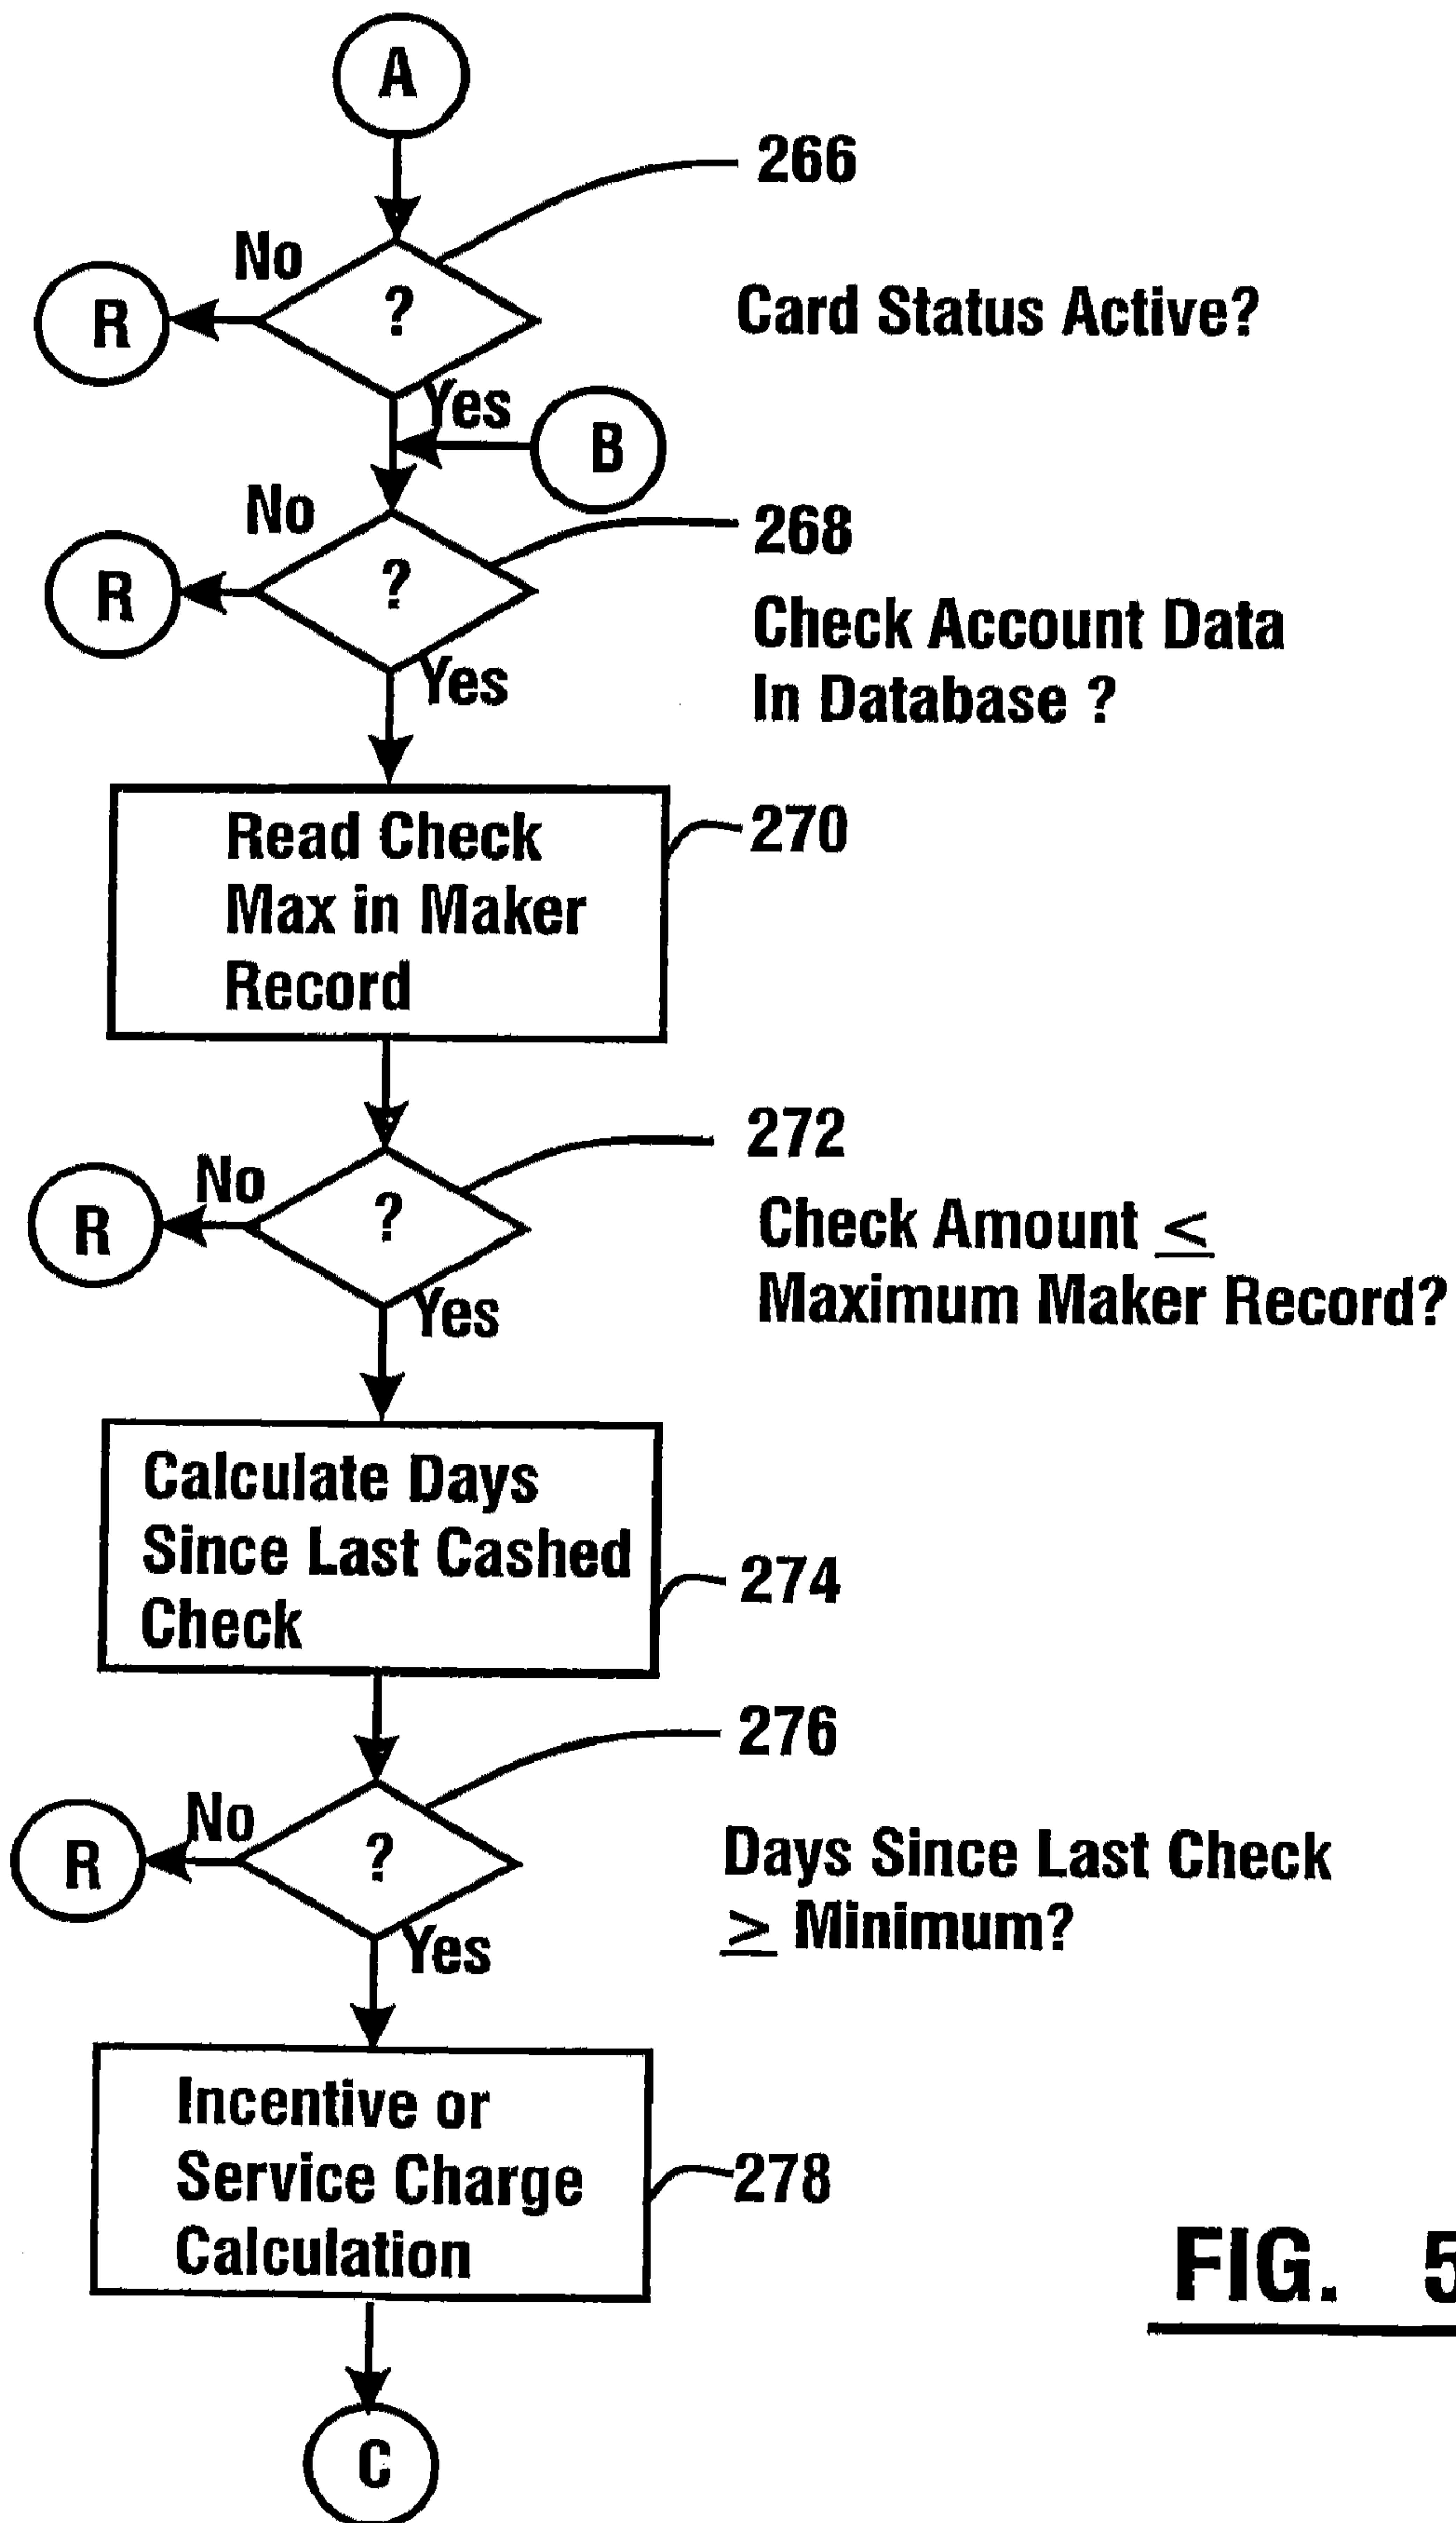 A
266
No
R
?
Card Status Active?
Yes
B
No
268
R
?
Check Account Data
In Database ?
Yes
Read Check
Max in Maker
Record
270
272
No
R
?
Check Amount ≤
Maximum Maker Record?
Yes
Calculate Days
Since Last Cashed
Check
274
276
No
R
?
Days Since Last Check
≥ Minimum?
Yes
Incentive or
Service Charge
Calculation
278
FIG. 5
C